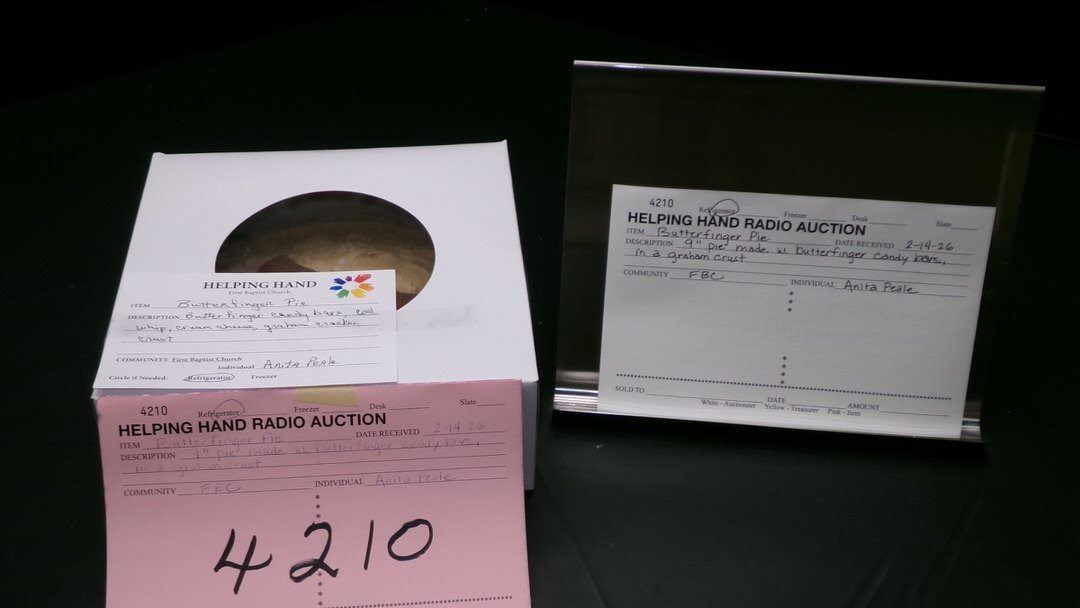 HELPING HAND
First Baptist Church
ITEM Butterfinger Pie
DESCRIPTION Butterfinger candy bars, cool
whip, cream cheese, graham cracker
crust
COMMUNITY First Baptist Church
Individual Anita Peale
Circle if Needed: Refrigerator Freezer
4210 Refrigerator Freezer Desk Slate
HELPING HAND RADIO AUCTION
ITEM Butterfinger Pie DATE RECEIVED 2-14-26
DESCRIPTION 9" pie made w. butterfinger candy bars,
in a graham crust
COMMUNITY FBC INDIVIDUAL Anita Peale
4210
4210 Refrigerator Freezer Desk Slate
HELPING HAND RADIO AUCTION
ITEM Butterfinger Pie DATE RECEIVED 2-14-26
DESCRIPTION 9" pie made w. butterfinger candy bars,
in a graham crust
COMMUNITY FBC INDIVIDUAL Anita Peale
SOLD TO DATE AMOUNT
White - Auctioneer Yellow - Treasurer Pink - Item